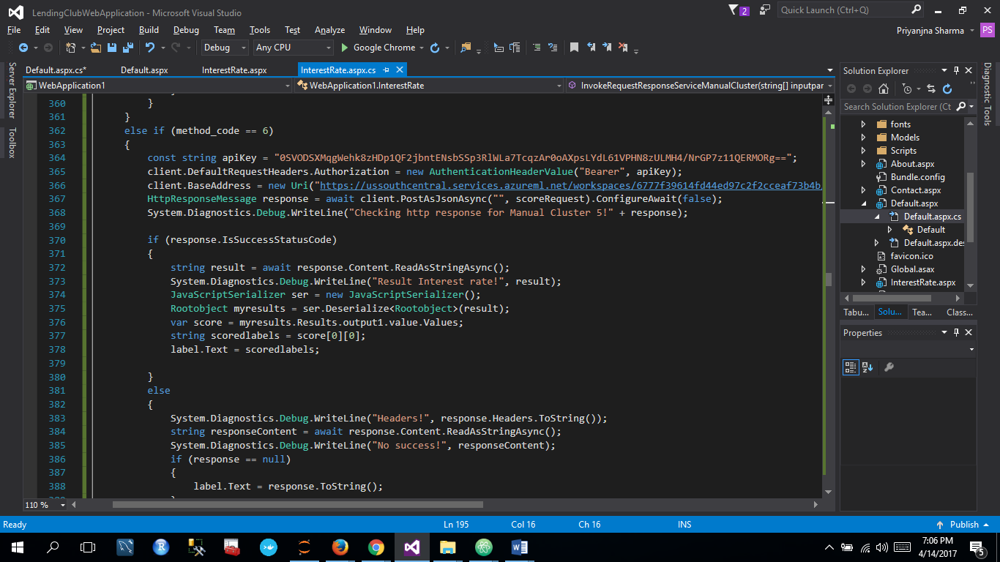 LendingClubWebApplication - Microsoft Visual Studio
2
Quick Launch (Ctrl+Q)
File Edit View Project Build Debug Team Tools Test Analyze Window Help
Priyanjna Sharma
PS
Debug Any CPU Google Chrome
Server Explorer
Toolbox
Default.aspx.cs* Default.aspx InterestRate.aspx InterestRate.aspx.cs
WebApplication1 WebApplication1.InterestRate InvokeRequestResponseServiceManualCluster(string[] inputpar
360 }
361 }
362 else if (method_code == 6)
363 {
364 const string apiKey = "0SVODSXMqgWehk8zHDp1QF2jbntENsbSSp3RlWLa7TcqzAr0oAXpsLYdL61VPHN8zULMH4/NrGP7z11QERMORg==";
365 client.DefaultRequestHeaders.Authorization = new AuthenticationHeaderValue("Bearer", apiKey);
366 client.BaseAddress = new Uri("https://ussouthcentral.services.azureml.net/workspaces/6777f39614fd44ed97c2f2cceaf73b4b/
367 HttpResponseMessage response = await client.PostAsJsonAsync("", scoreRequest).ConfigureAwait(false);
368 System.Diagnostics.Debug.WriteLine("Checking http response for Manual Cluster 5!" + response);
369
370 if (response.IsSuccessStatusCode)
371 {
372 string result = await response.Content.ReadAsStringAsync();
373 System.Diagnostics.Debug.WriteLine("Result Interest rate!", result);
374 JavaScriptSerializer ser = new JavaScriptSerializer();
375 Rootobject myresults = ser.Deserialize<Rootobject>(result);
376 var score = myresults.Results.output1.value.Values;
377 string scoredlabels = score[0][0];
378 label.Text = scoredlabels;
379
380 }
381 else
382 {
383 System.Diagnostics.Debug.WriteLine("Headers!", response.Headers.ToString());
384 string responseContent = await response.Content.ReadAsStringAsync();
385 System.Diagnostics.Debug.WriteLine("No success!", responseContent);
386 if (response == null)
387 {
388 label.Text = response.ToString();
110 %
Solution Explorer
Search Solution Explorer (Ct
fonts
Models
Scripts
About.aspx
Bundle.config
Contact.aspx
Default.aspx
Default.aspx.cs
Default
Default.aspx.des
favicon.ico
Global.asax
InterestRate.aspx
Tabu... Solu... Tea... Class...
Properties
Diagnostic Tools
Ready Ln 195 Col 16 Ch 16 INS Publish
7:06 PM
4/14/2017
5